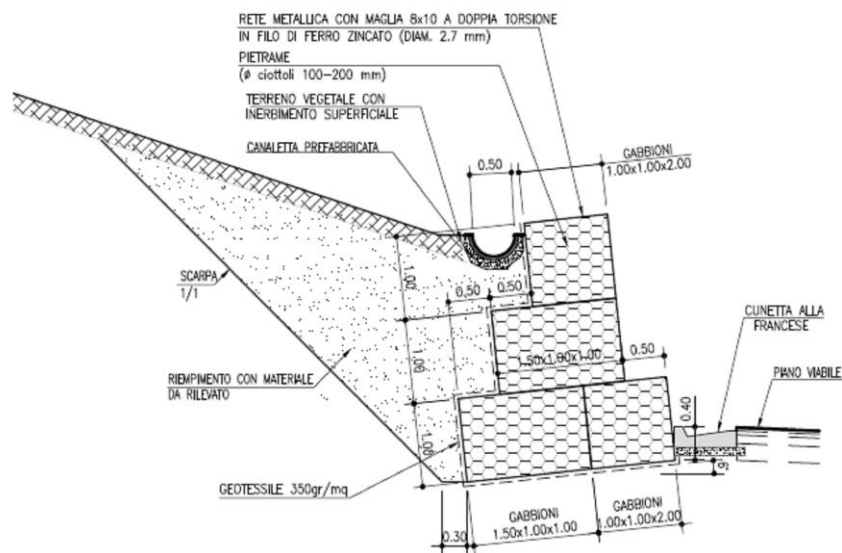 RETE METALLICA CON MAGLIA 8x10 A DOPPIA TORSIONE
IN FILO DI FERRO ZINCATO (DIAM. 2.7 mm)
PIETRAME
(ø ciottoli 100-200 mm)
TERRENO VEGETALE CON
INERBIMENTO SUPERFICIALE
CANALETTA PREFABBRICATA
0.50
GABBIONI
1.00x1.00x2.00
SCARPA
1/1
1.00
0.50
0.50
CUNETTA ALLA
FRANCESE
1.00
1.50x1.00x1.00
0.50
PIANO VIABILE
RIEMPIMENTO CON MATERIALE
DA RILEVATO
0.40
1.00
GEOTESSILE 350gr/mq
6°
0.30
GABBIONI
1.50x1.00x1.00
GABBIONI
1.00x1.00x2.00